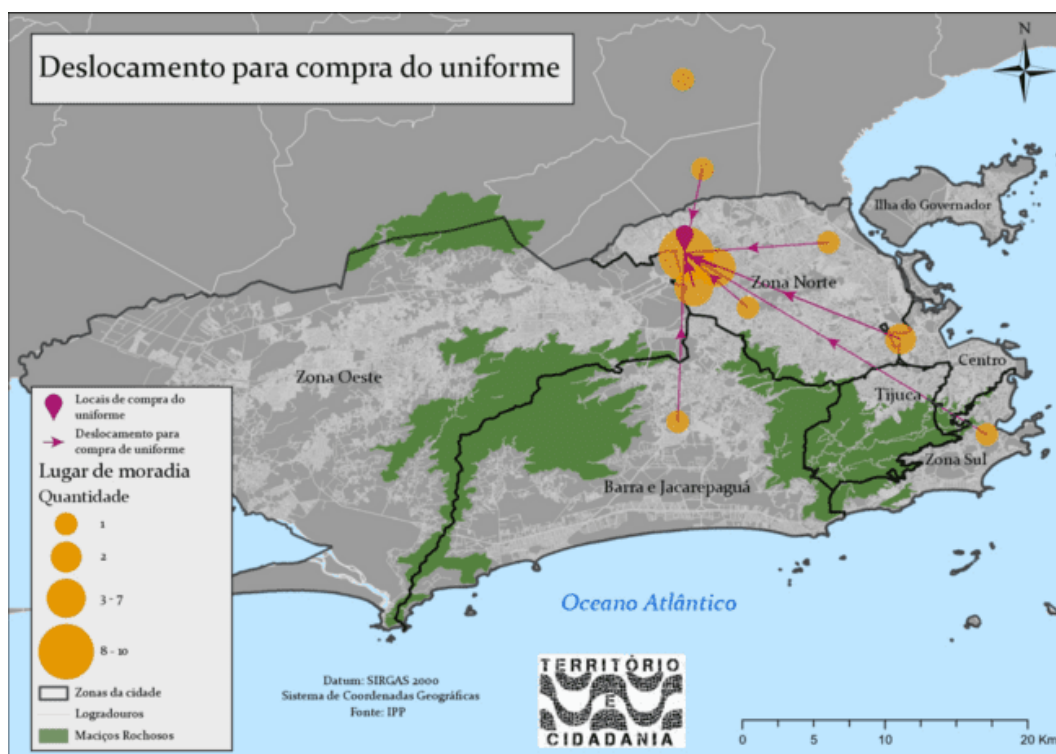 Deslocamento para compra do uniforme
N
Ilha do Governador
Zona Norte
Centro
Tijuca
Zona Oeste
Zona Sul
Barra e Jacarepaguá
Oceano Atlântico
Locais de compra do
uniforme
Deslocamento para
compra de uniforme
Lugar de moradia
Quantidade
1
2
3 - 7
8 - 10
Zonas da cidade
Logradouros
Maciços Rochosos
Datum: SIRGAS 2000
Sistema de Coordenadas Geográficas
Fonte: IPP
TERRITÓRIO
E
CIDADANIA
0 5 10 20 Km